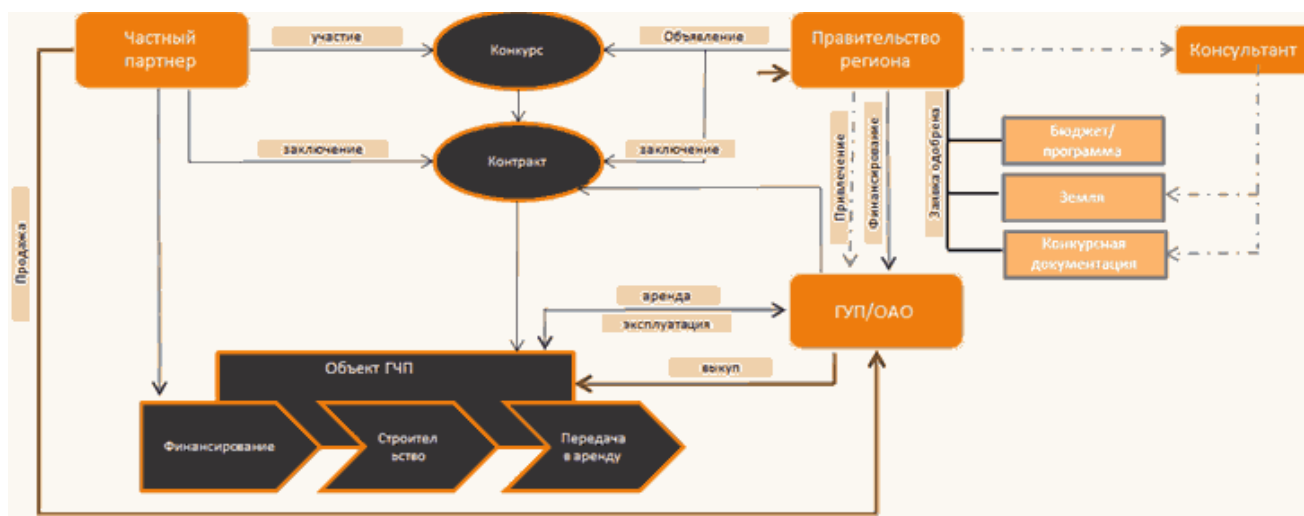 Частный
партнер
участие
Конкурс
Объявление
Правительство
региона
Консультант
заключение
Контракт
заключение
Привлечение
Финансирование
Заявка одобрена
Бюджет/
программа
Земля
Конкурсная
документация
Продажа
аренда
эксплуатация
ГУП/ОАО
Объект ГЧП
выкуп
Финансирование
Строител
ьство
Передача
в аренду